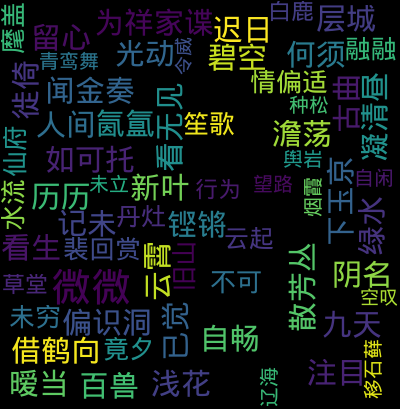 魔盖
留心
为祥家谍
迟日
白鹿
层城
青鸾舞
光动
令威
碧空
何须
融融
徙倚
闻金奏
情偏适
种松
古曲
凝清昼
人间
氤氲
看无见
笙歌
澹荡
仙府
如可托
舆岩
下玉京
水流
历历
未立
新叶
行为
望路
烟霞
自闲
记未
丹灶
铿锵
云起
绿水
看生
裴回赏
云霄
旧山
散芳丛
草堂
微微
不可
阴名
空叹
未穷
偏识洞
已觉
自畅
九天
借鹤向
竟夕
暧当
百兽
浅花
辽海
注目
移石藓